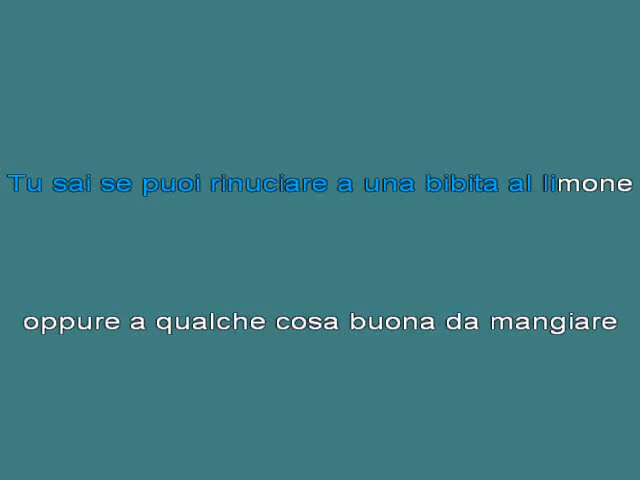 Tu sai se puoi rinuciare a una bibita al limone
oppure a qualche cosa buona da mangiare